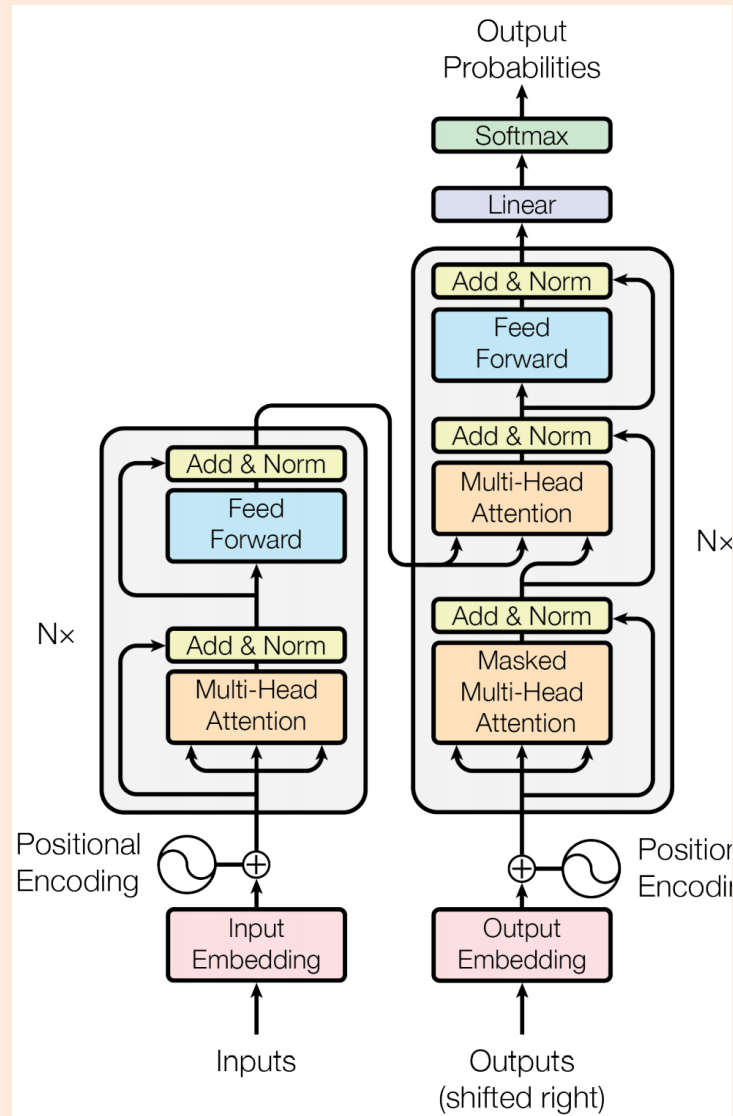 Output
Probabilities
Softmax
Linear
Add & Norm
Feed
Forward
Add & Norm
Multi-Head
Attention
Add & Norm
Masked
Multi-Head
Attention
N×
Add & Norm
Feed
Forward
Add & Norm
Multi-Head
Attention
N×
Positional
Encoding
Input
Embedding
Inputs
Position
Encodin
Output
Embedding
Outputs
(shifted right)